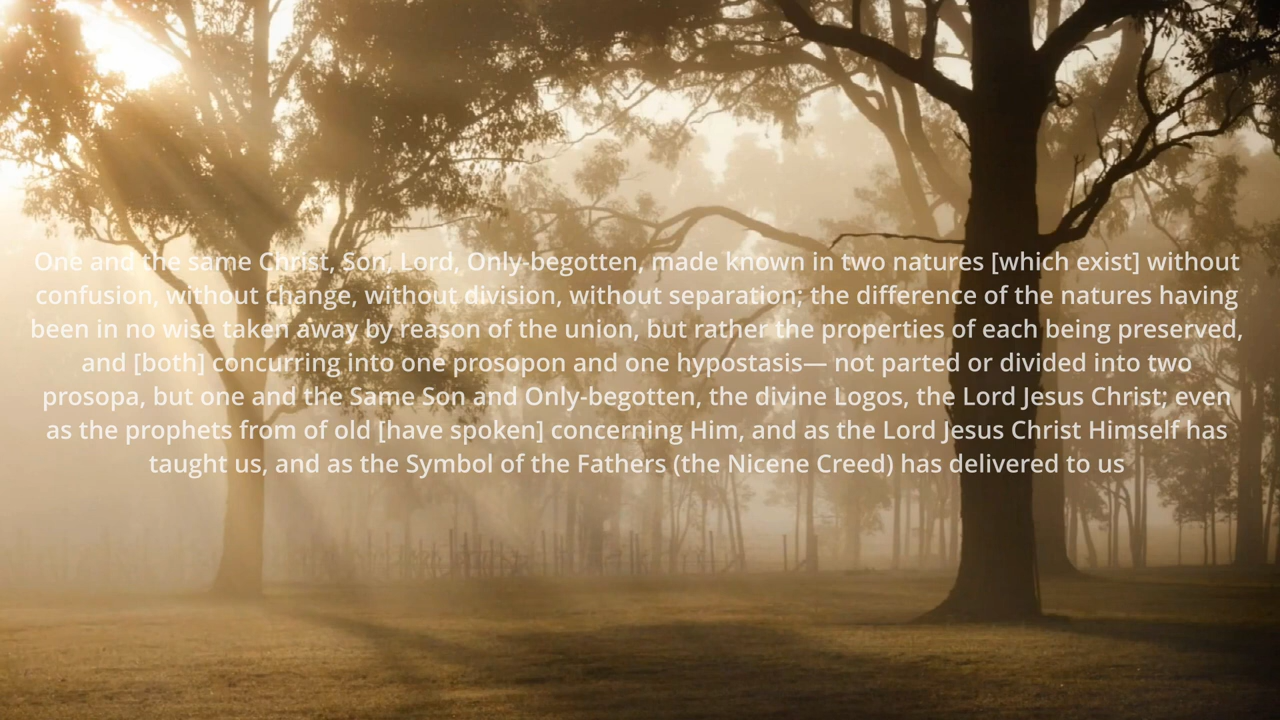 One and the same Christ, Son, Lord, Only-begotten, made known in two natures [which exist] without
confusion, without change, without division, without separation; the difference of the natures having
been in no wise taken away by reason of the union, but rather the properties of each being preserved,
and [both] concurring into one prosopon and one hypostasis— not parted or divided into two
prosopa, but one and the Same Son and Only-begotten, the divine Logos, the Lord Jesus Christ; even
as the prophets from of old [have spoken] concerning Him, and as the Lord Jesus Christ Himself has
taught us, and as the Symbol of the Fathers (the Nicene Creed) has delivered to us